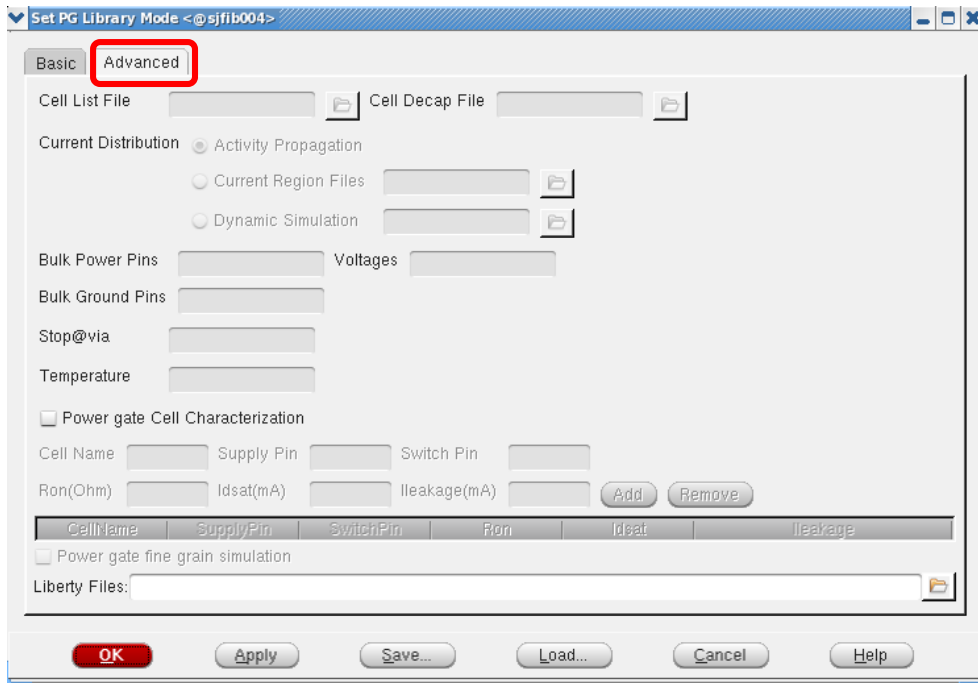 Set PG Library Mode <@sjfib004>
Basic Advanced
Cell List File Cell Decap File
Current Distribution Activity Propagation
Current Region Files
Dynamic Simulation
Bulk Power Pins Voltages
Bulk Ground Pins
Stop@via
Temperature
Power gate Cell Characterization
Cell Name Supply Pin Switch Pin
Ron(Ohm) Idsat(mA) Ileakage(mA) Add Remove
CellName SupplyPin SwitchPin Ron Idsat Ileakage
Power gate fine grain simulation
Liberty Files:
OK Apply Save... Load... Cancel Help